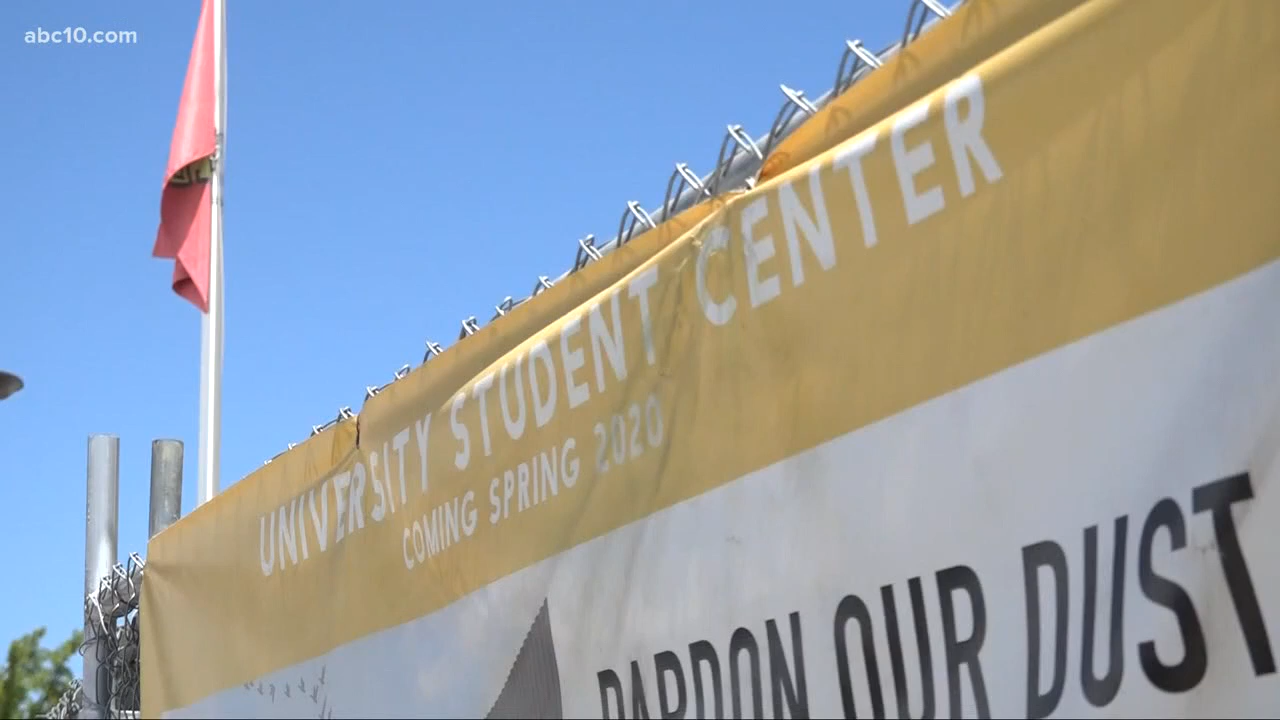 abc10.com
UNIVERSITY STUDENT CENTER
COMING SPRING 2020
PARDON OUR DUST